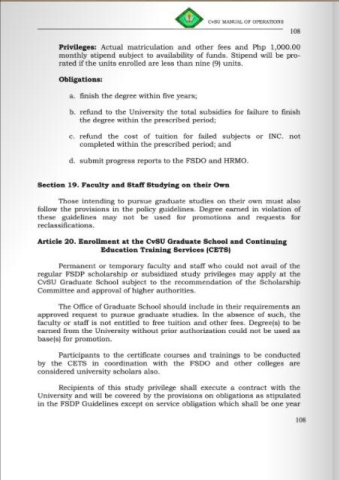 CvSU MANUAL OF OPERATIONS
108
Privileges: Actual matriculation and other fees and Php 1,000.00
monthly stipend subject to availability of funds. Stipend will be pro-
rated if the units enrolled are less than nine (9) units.
Obligations:
a. finish the degree within five years;
b. refund to the University the total subsidies for failure to finish
the degree within the prescribed period;
c. refund the cost of tuition for failed subjects or INC. not
completed within the prescribed period; and
d. submit progress reports to the FSDO and HRMO.
Section 19. Faculty and Staff Studying on their Own
Those intending to pursue graduate studies on their own must also
follow the provisions in the policy guidelines. Degree earned in violation of
these guidelines may not be used for promotions and requests for
reclassifications.
Article 20. Enrollment at the CvSU Graduate School and Continuing
Education Training Services (CETS)
Permanent or temporary faculty and staff who could not avail of the
regular FSDP scholarship or subsidized study privileges may apply at the
CvSU Graduate School subject to the recommendation of the Scholarship
Committee and approval of higher authorities.
The Office of Graduate School should include in their requirements an
approved request to pursue graduate studies. In the absence of such, the
faculty or staff is not entitled to free tuition and other fees. Degree(s) to be
earned from the University without prior authorization could not be used as
base(s) for promotion.
Participants to the certificate courses and trainings to be conducted
by the CETS in coordination with the FSDO and other colleges are
considered university scholars also.
Recipients of this study privilege shall execute a contract with the
University and will be covered by the provisions on obligations as stipulated
in the FSDP Guidelines except on service obligation which shall be one year
108